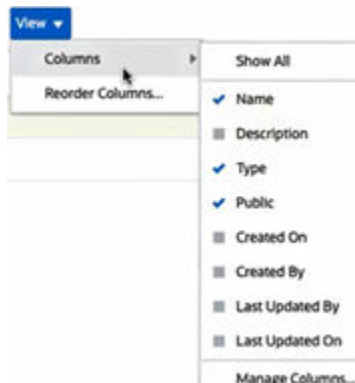 View
Columns
Reorder Columns...
Show All
Name
Description
Type
Public
Created On
Created By
Last Updated By
Last Updated On
Manage Columns...